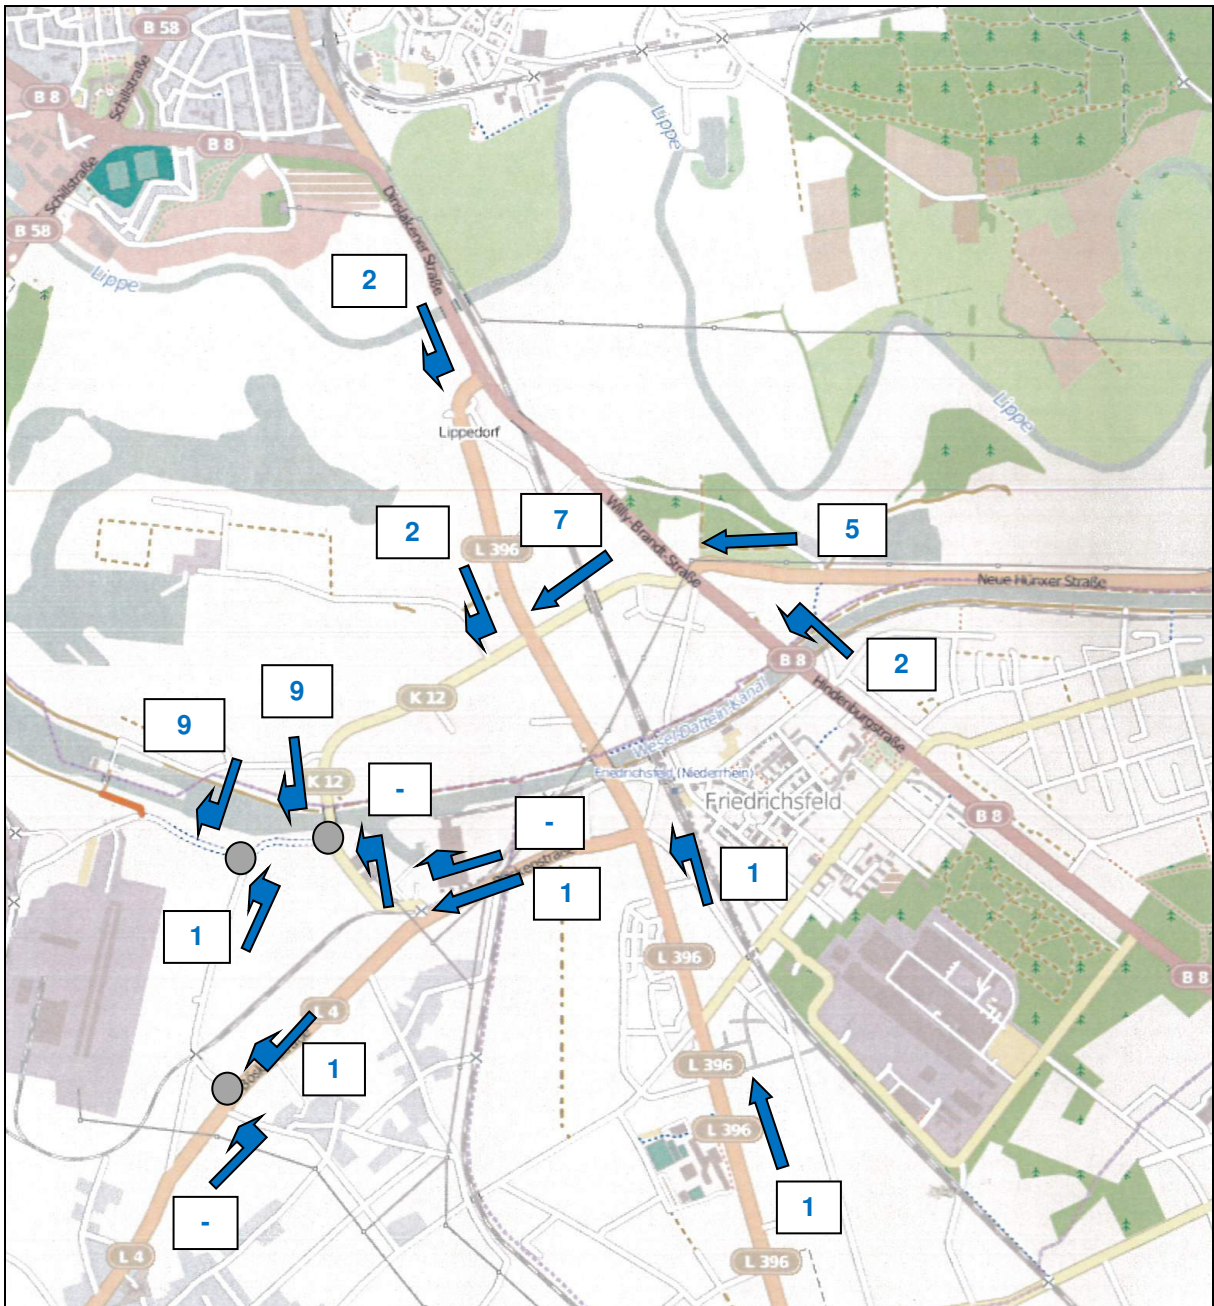 B 58
Schillstraße
B 8
B 8
Schillstraße
B 58
Lippe
Lippe
Dinslakener Straße
2
Lippe
Lippedorf
2
7
5
L 396
Willy-Brandt-Straße
Neue Hünxer Straße
2
B 8
9
K 12
9
Wesel-Datteln-Kanal
Hindenburgstraße
K 12
-
Friedrichsfeld (Niederrhein)
Friedrichsfeld
B 8
-
1
1
1
L 396
B 8
L 4
1
L 396
L 396
1
-
L 4
L 396